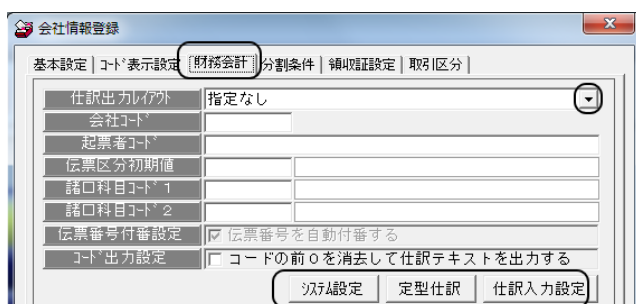 会社情報登録
基本設定 ｺｰﾄﾞ表示設定 財務会計 分割条件 領収証設定 取引区分
仕訳出力ﾚｲｱｳﾄ 指定なし
会社ｺｰﾄﾞ
起票者ｺｰﾄﾞ
伝票区分初期値
諸口科目ｺｰﾄﾞ1
諸口科目ｺｰﾄﾞ2
伝票番号付番設定 伝票番号を自動付番する
ｺｰﾄﾞ出力設定 コードの前0を消去して仕訳テキストを出力する
ｼｽﾃﾑ設定 定型仕訳 仕訳入力設定